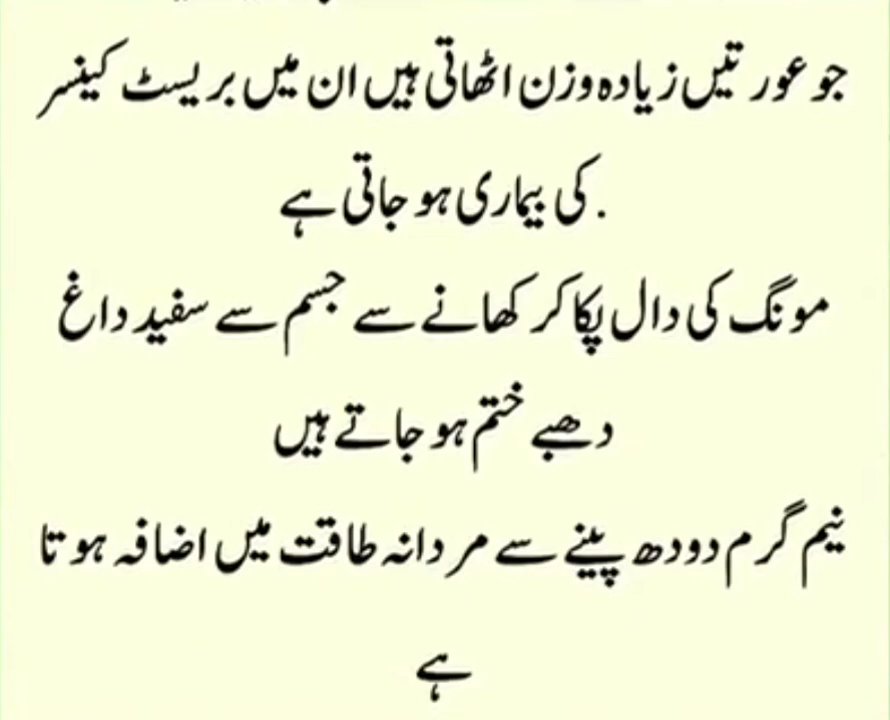 جو عورتیں زیادہ وزن اٹھاتی ہیں ان میں بریسٹ کینسر
کی بیماری ہو جاتی ہے.
مونگ کی دال پکا کر کھانے سے جسم سے سفید داغ
دھبے ختم ہو جاتے ہیں
نیم گرم دودھ پینے سے مردانہ طاقت میں اضافہ ہوتا
ہے